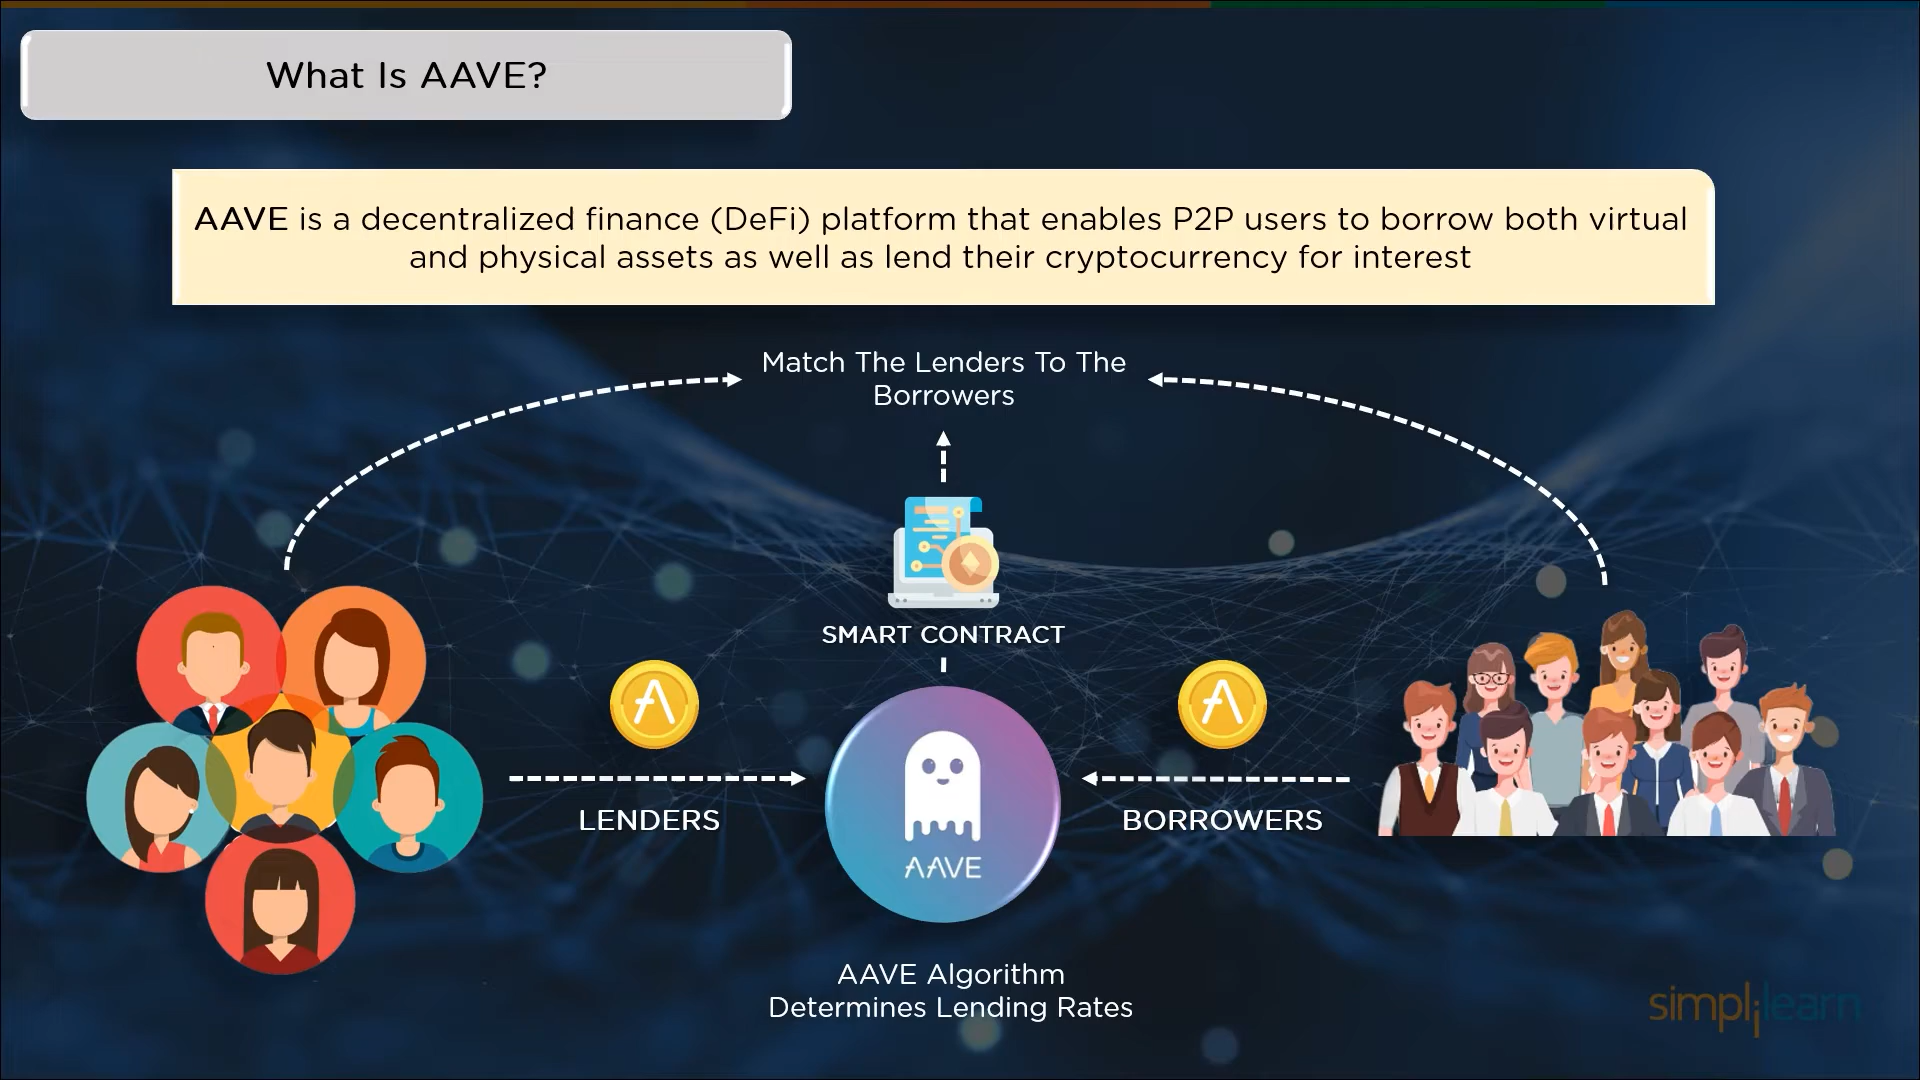 What Is AAVE?
AAVE is a decentralized finance (DeFi) platform that enables P2P users to borrow both virtual
and physical assets as well as lend their cryptocurrency for interest
Match The Lenders To The
Borrowers
SMART CONTRACT
LENDERS
BORROWERS
AAVE
AAVE Algorithm
Determines Lending Rates
simplilearn